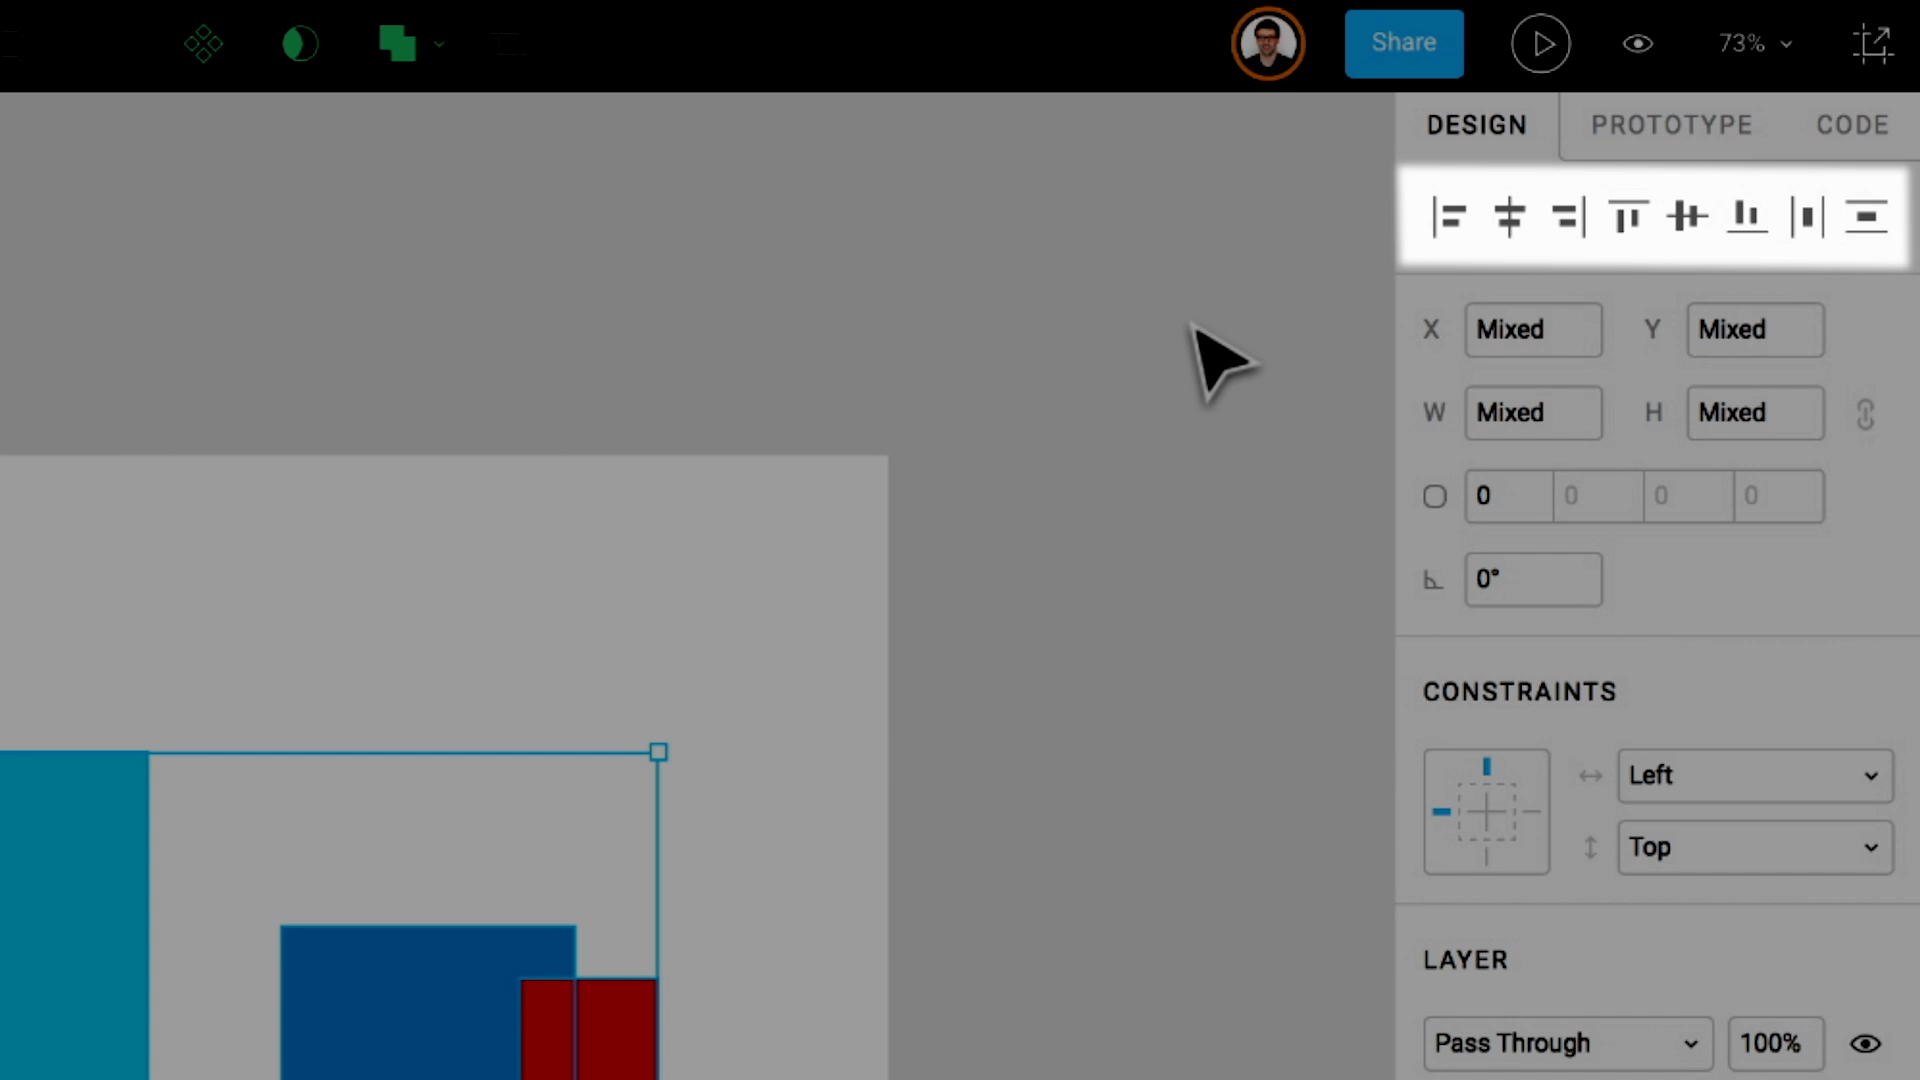 Share
73%
DESIGN PROTOTYPE CODE
X Mixed Y Mixed
W Mixed H Mixed
0 0 0 0
0°
CONSTRAINTS
Left
Top
LAYER
Pass Through 100%